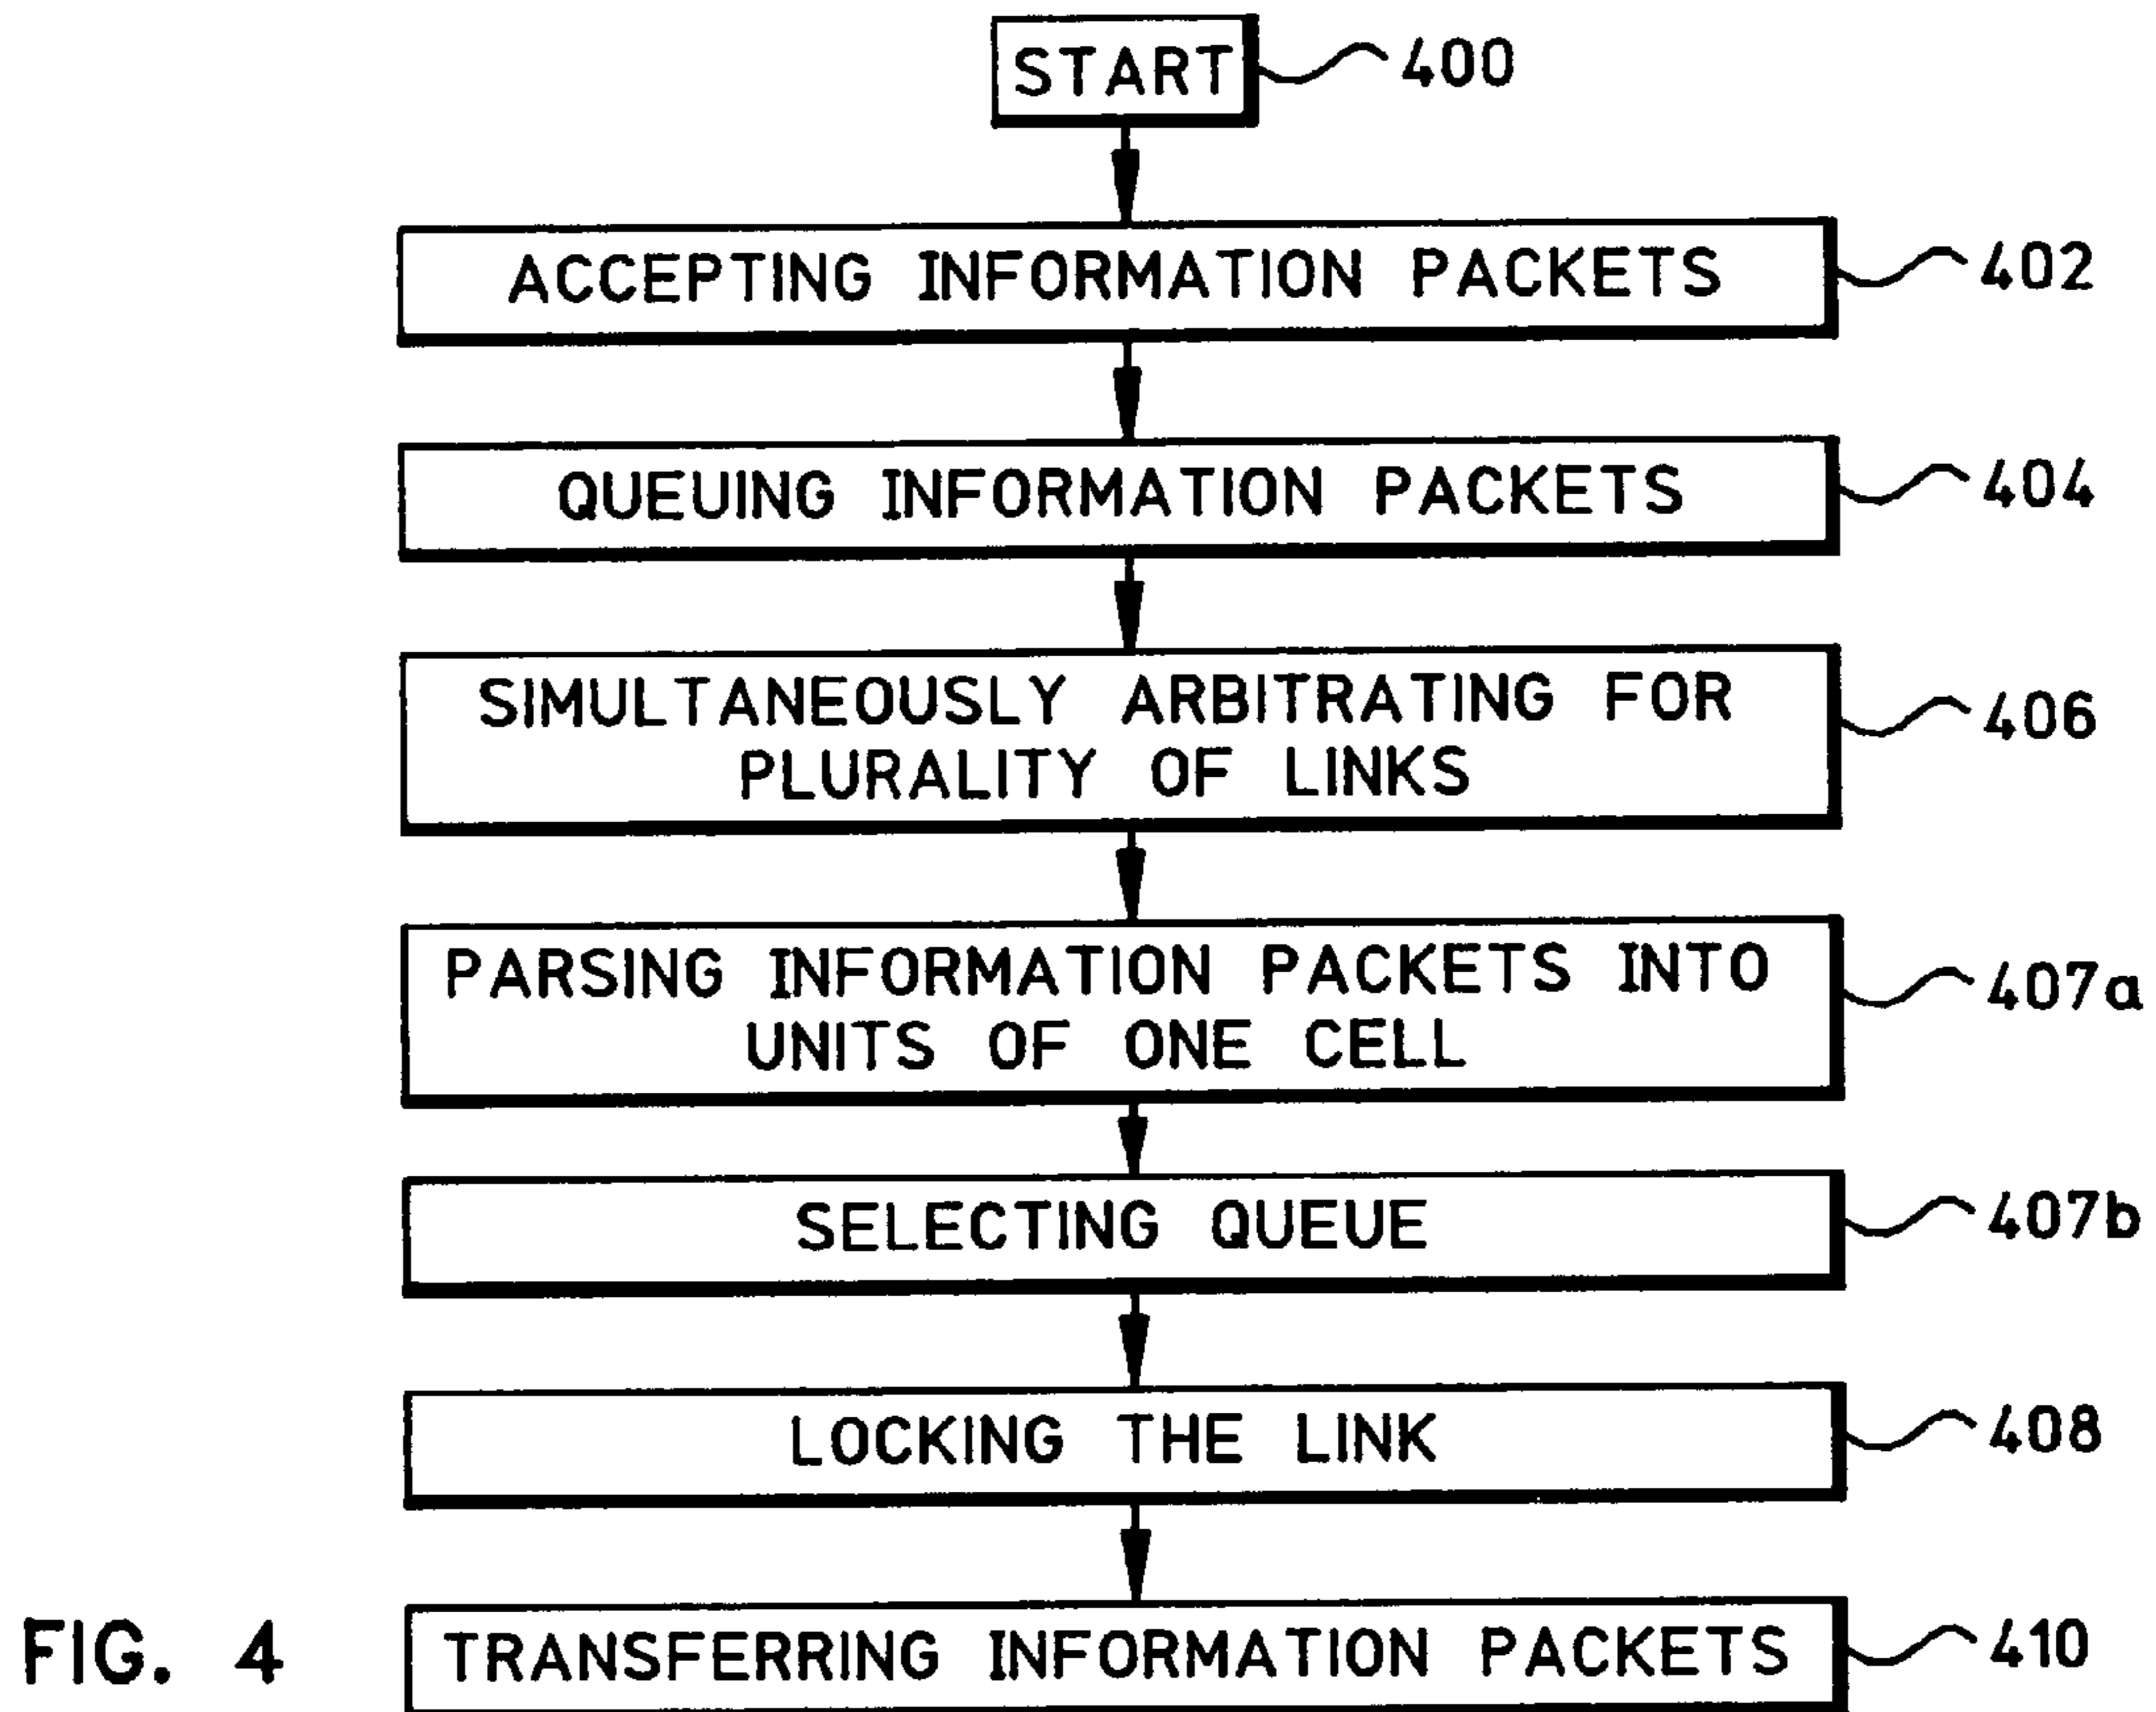 START 400
ACCEPTING INFORMATION PACKETS 402
QUEUING INFORMATION PACKETS 404
SIMULTANEOUSLY ARBITRATING FOR
PLURALITY OF LINKS 406
PARSING INFORMATION PACKETS INTO
UNITS OF ONE CELL 407a
SELECTING QUEUE 407b
LOCKING THE LINK 408
TRANSFERRING INFORMATION PACKETS 410
FIG. 4